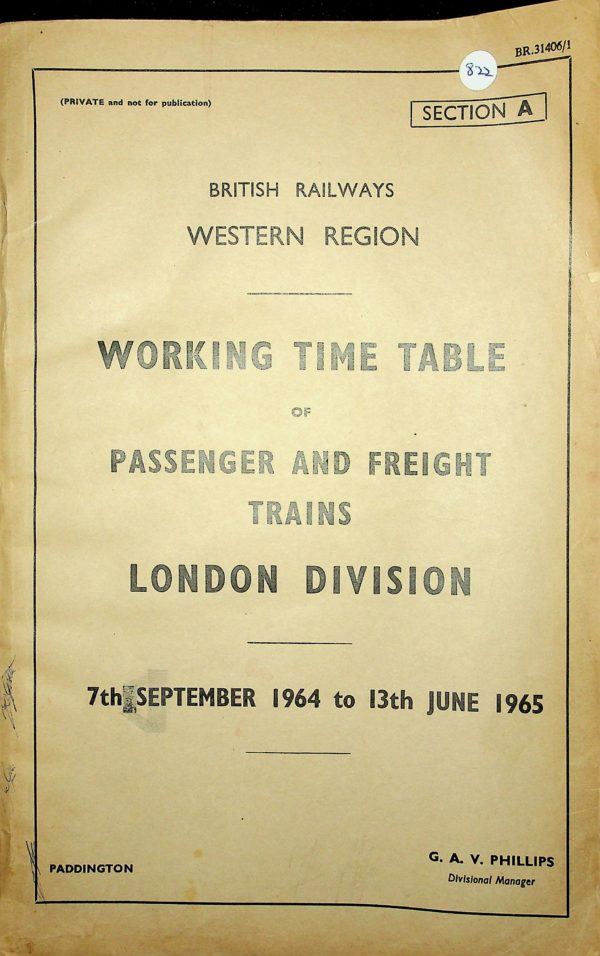 BR.31406/1
822
(PRIVATE and not for publication)
SECTION A
BRITISH RAILWAYS
WESTERN REGION
WORKING TIME TABLE
OF
PASSENGER AND FREIGHT
TRAINS
LONDON DIVISION
7th SEPTEMBER 1964 to 13th JUNE 1965
PADDINGTON
G. A. V. PHILLIPS
Divisional Manager